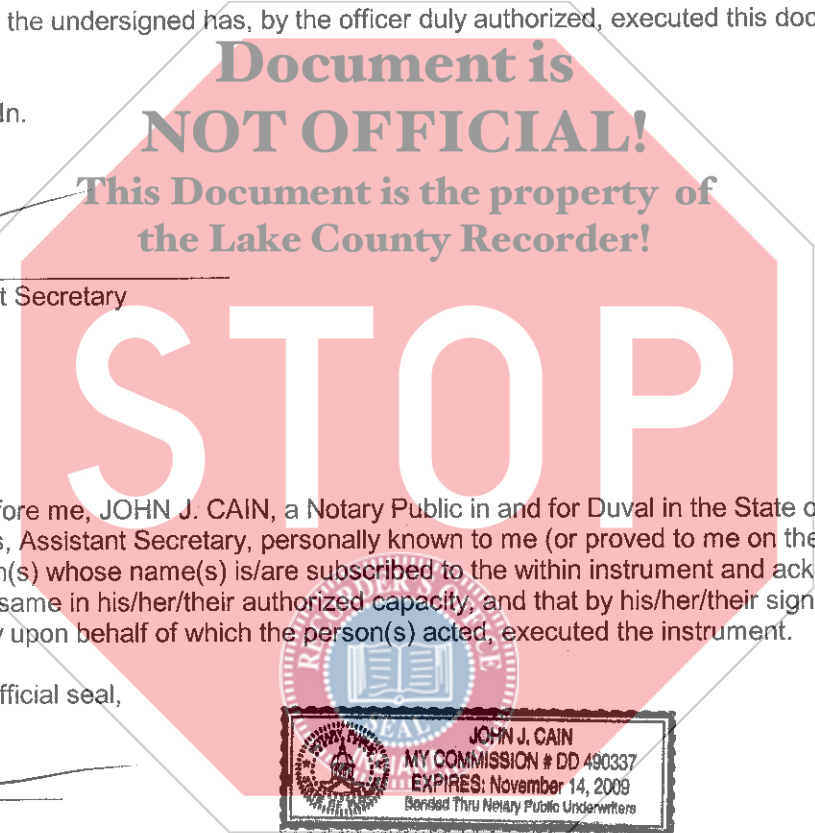 the undersigned has, by the officer duly authorized, executed this doc
Document is
NOT OFFICIAL!
In.
This Document is the property of
the Lake County Recorder!
t Secretary
STOP
fore me, JOHN J. CAIN, a Notary Public in and for Duval in the State o
s, Assistant Secretary, personally known to me (or proved to me on the
n(s) whose name(s) is/are subscribed to the within instrument and ack
same in his/her/their authorized capacity, and that by his/her/their sign
y upon behalf of which the person(s) acted, executed the instrument.
RECORDER'S OFFICE
SEAL
fficial seal,
JOHN J. CAIN
MY COMMISSION # DD 490337
EXPIRES: November 14, 2009
Bonded Thru Notary Public Underwriters